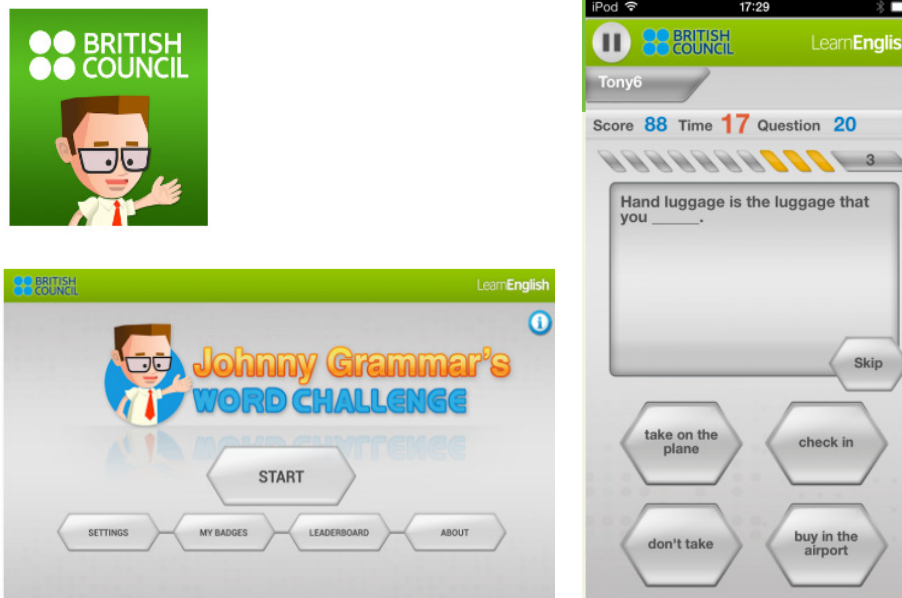 BRITISH
COUNCIL
BRITISH
COUNCIL
LearnEnglish
i
Johnny Grammar's
WORD CHALLENGE
START
SETTINGS
MY BADGES
LEADERBOARD
ABOUT
iPod
17:29
BRITISH
COUNCIL
LearnEnglis
Tony6
Score 88 Time 17 Question 20
3
Hand luggage is the luggage that
you ______.
Skip
take on the
plane
check in
don't take
buy in the
airport